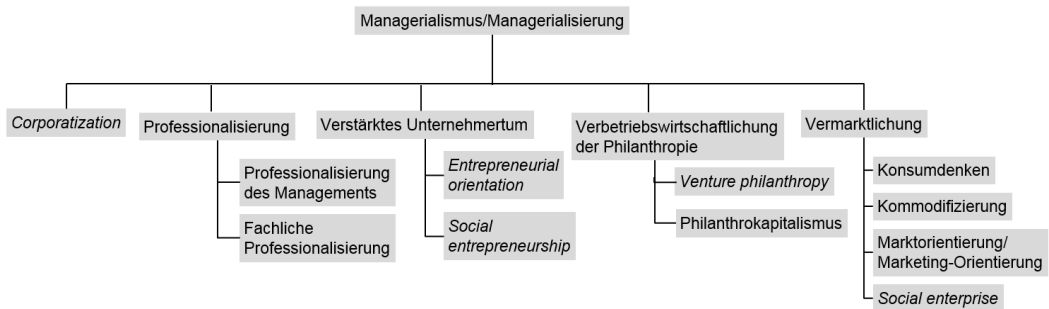 Managerialismus/Managerialisierung
Corporatization
Professionalisierung
Professionalisierung
des Managements
Fachliche
Professionalisierung
Verstärktes Unternehmertum
Entrepreneurial
orientation
Social
entrepreneurship
Verbetriebswirtschaftlichung
der Philanthropie
Venture philanthropy
Philanthrokapitalismus
Vermarktlichung
Konsumdenken
Kommodifizierung
Marktorientierung/
Marketing-Orientierung
Social enterprise